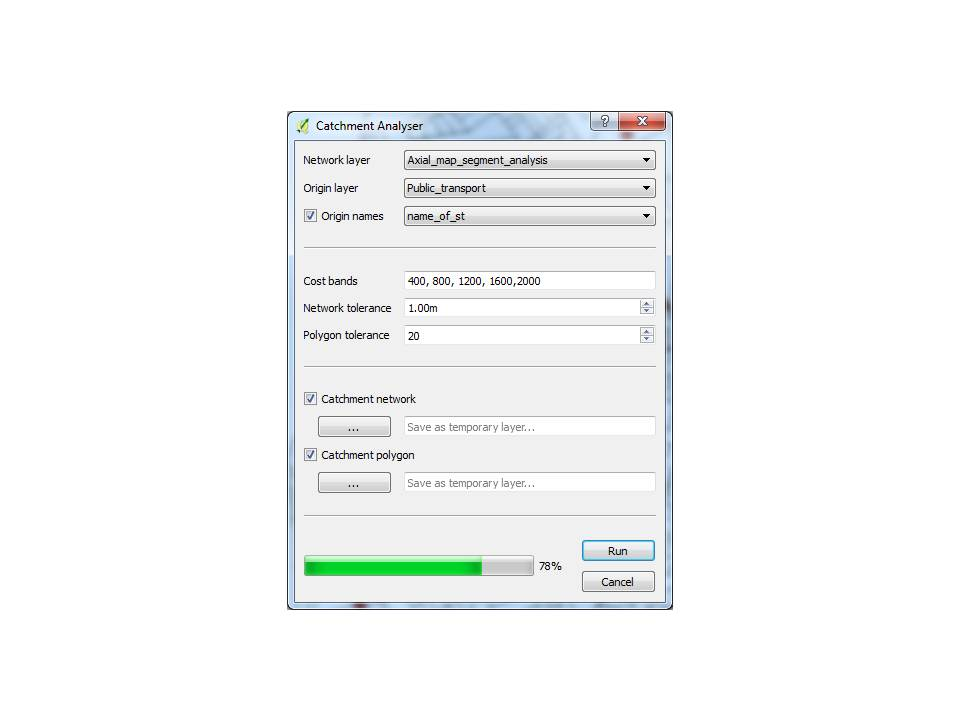 Catchment Analyser
?
Network layer Axial_map_segment_analysis
Origin layer Public_transport
Origin names name_of_st
Cost bands 400, 800, 1200, 1600,2000
Network tolerance 1.00m
Polygon tolerance 20
Catchment network
... Save as temporary layer...
Catchment polygon
... Save as temporary layer...
Run
78%
Cancel